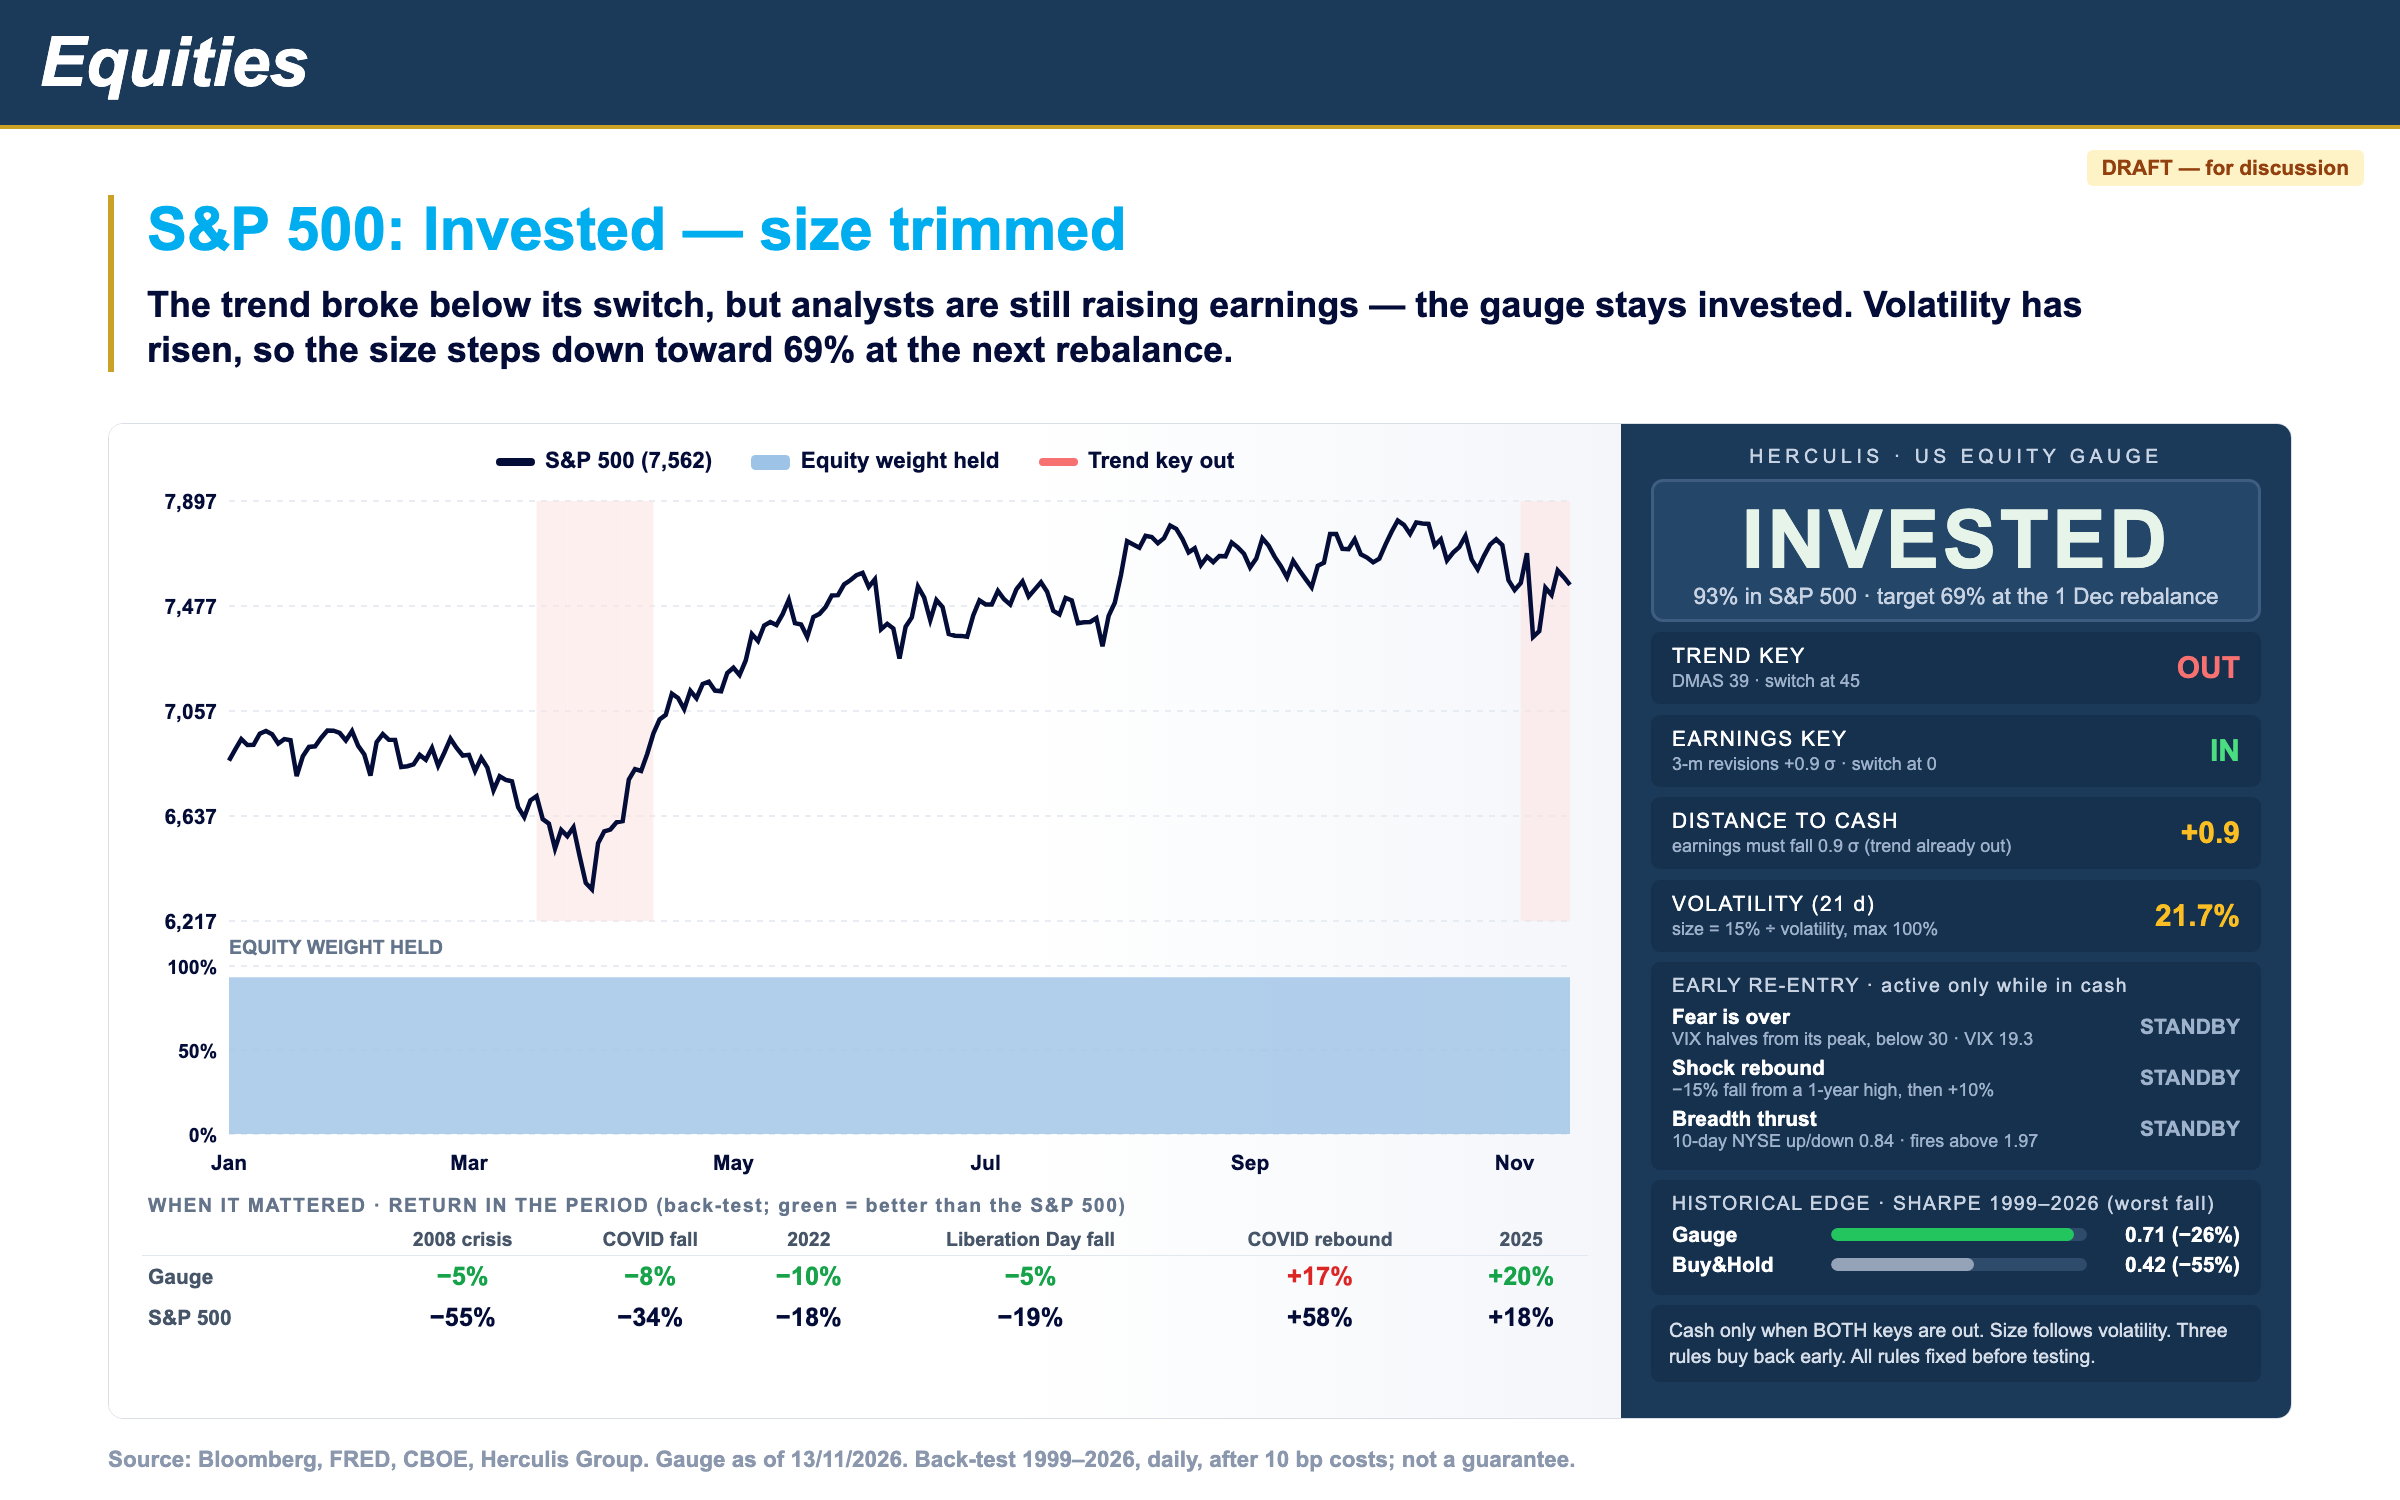 Equities
DRAFT — for discussion
S&P 500: Invested — size trimmed
The trend broke below its switch, but analysts are still raising earnings — the gauge stays invested. Volatility has
risen, so the size steps down toward 69% at the next rebalance.
S&P 500 (7,562)
Equity weight held
Trend key out
7,897
7,477
7,057
6,637
6,217
EQUITY WEIGHT HELD
100%
50%
0%
Jan Mar May Jul Sep Nov
WHEN IT MATTERED · RETURN IN THE PERIOD (back-test; green = better than the S&P 500)
2008 crisis COVID fall 2022 Liberation Day fall COVID rebound 2025
Gauge −5% −8% −10% −5% +17% +20%
S&P 500 −55% −34% −18% −19% +58% +18%
HERCULIS · US EQUITY GAUGE
INVESTED
93% in S&P 500 · target 69% at the 1 Dec rebalance
TREND KEY
DMAS 39 · switch at 45
OUT
EARNINGS KEY
3-m revisions +0.9 σ · switch at 0
IN
DISTANCE TO CASH
earnings must fall 0.9 σ (trend already out)
+0.9
VOLATILITY (21 d)
size = 15% ÷ volatility, max 100%
21.7%
EARLY RE-ENTRY · active only while in cash
Fear is over
VIX halves from its peak, below 30 · VIX 19.3
STANDBY
Shock rebound
−15% fall from a 1-year high, then +10%
STANDBY
Breadth thrust
10-day NYSE up/down 0.84 · fires above 1.97
STANDBY
HISTORICAL EDGE · SHARPE 1999–2026 (worst fall)
Gauge 0.71 (−26%)
Buy&Hold 0.42 (−55%)
Cash only when BOTH keys are out. Size follows volatility. Three
rules buy back early. All rules fixed before testing.
Source: Bloomberg, FRED, CBOE, Herculis Group. Gauge as of 13/11/2026. Back-test 1999–2026, daily, after 10 bp costs; not a guarantee.